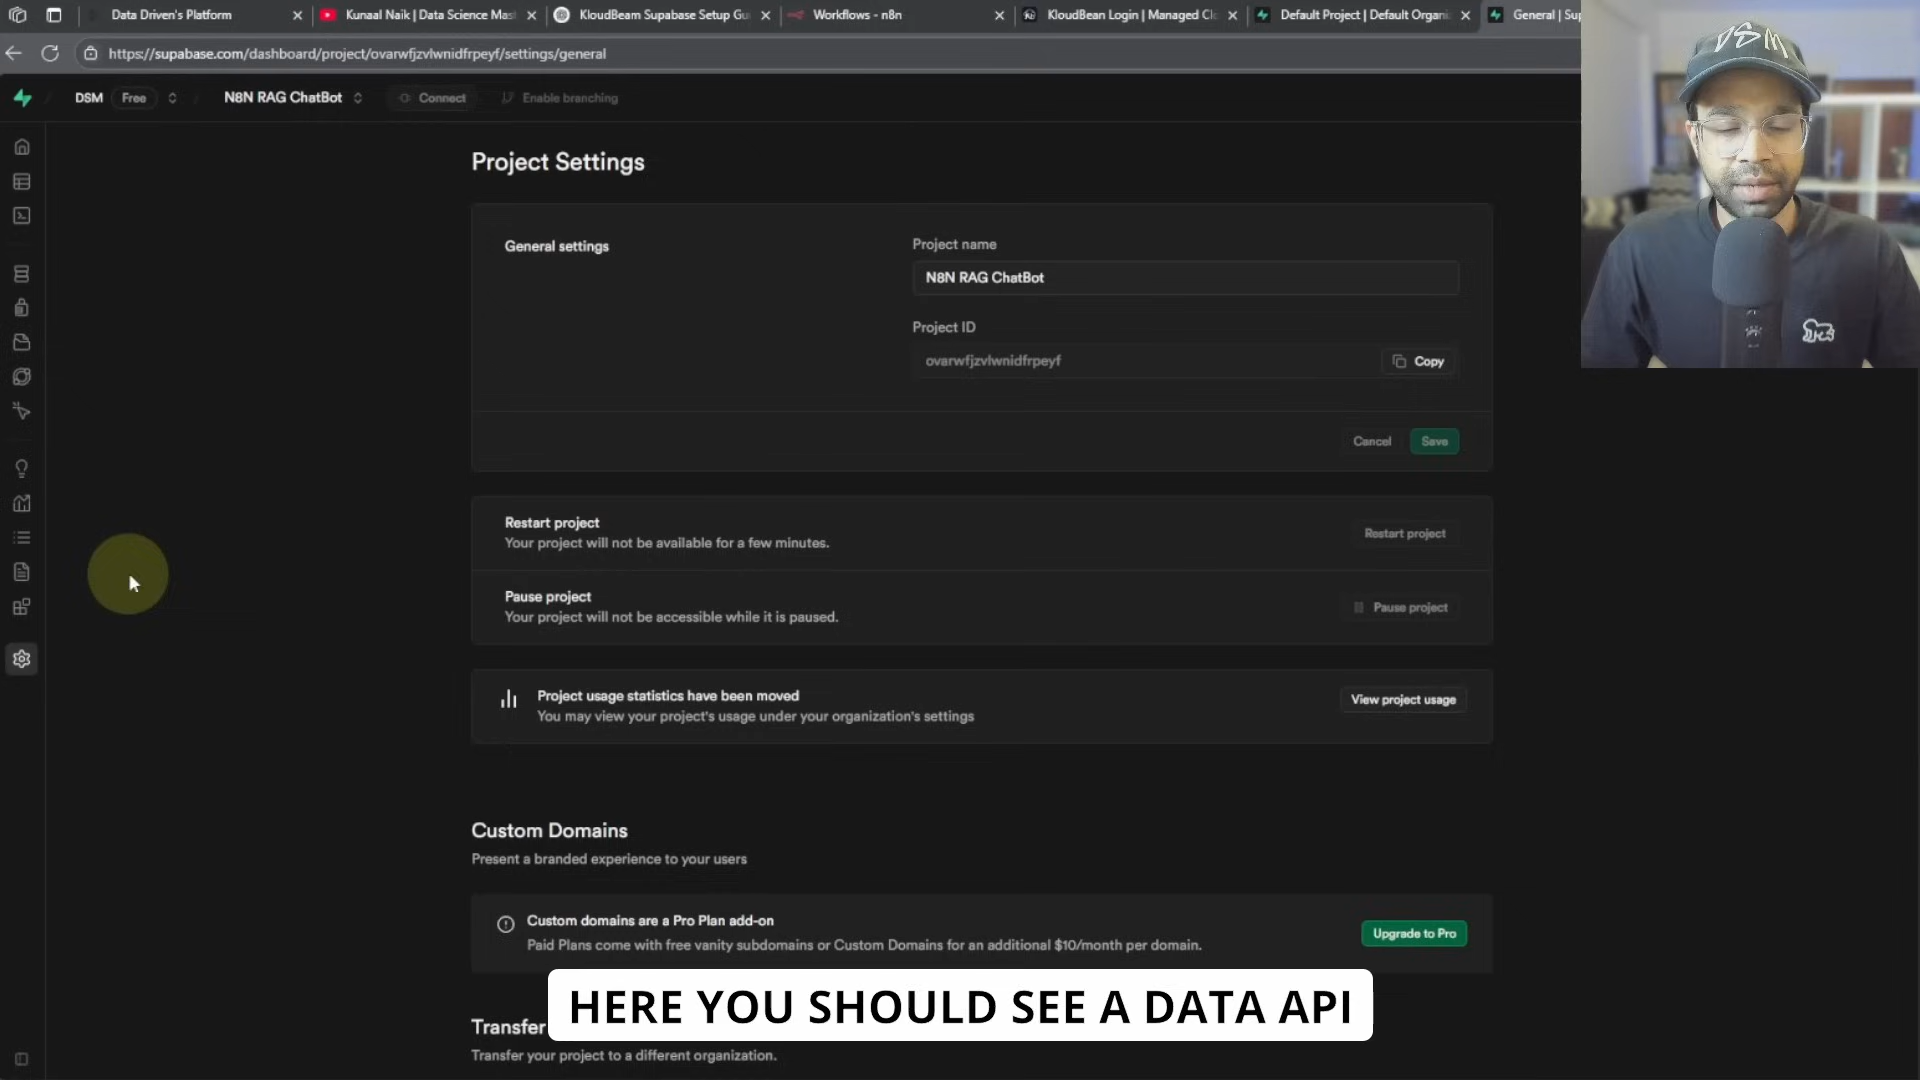 Data Driven's Platform
Kunaal Naik | Data Science Mas
KloudBeam Supabase Setup Gu
Workflows - n8n
KloudBean Login | Managed Cl
Default Project | Default Organi
General | Sup
https://supabase.com/dashboard/project/ovarwfjzvlwnidfrpeyf/settings/general
DSM Free N8N RAG ChatBot Connect Enable branching
DSM
Project Settings
General settings
Project name
N8N RAG ChatBot
Project ID
ovarwfjzvlwnidfrpeyf
Copy
Cancel Save
Restart project
Your project will not be available for a few minutes.
Restart project
Pause project
Your project will not be accessible while it is paused.
Pause project
Project usage statistics have been moved
You may view your project's usage under your organization's settings
View project usage
Custom Domains
Present a branded experience to your users
Custom domains are a Pro Plan add-on
Paid Plans come with free vanity subdomains or Custom Domains for an additional $10/month per domain.
Upgrade to Pro
HERE YOU SHOULD SEE A DATA API
Transfer
Transfer your project to a different organization.